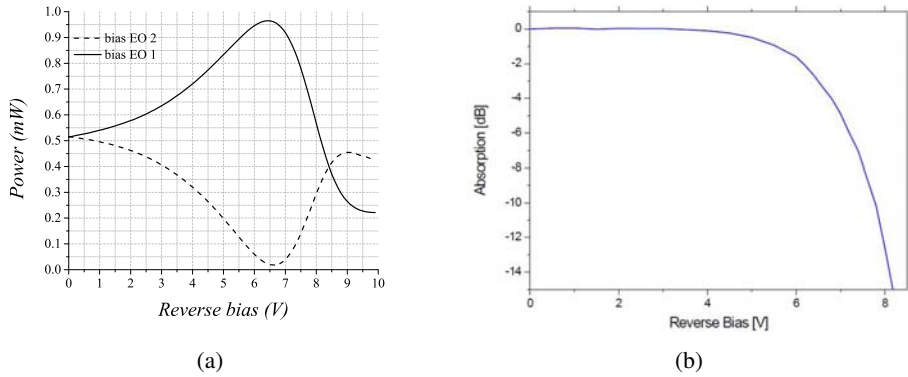 1.0
0.9
0.8
0.7
0.6
0.5
0.4
0.3
0.2
0.1
0.0
Power (mW)
bias EO 2
bias EO 1
0 1 2 3 4 5 6 7 8 9 10
Reverse bias (V)
(a)
0
-2
-4
-6
-8
-10
-12
-14
Absorption [dB]
0 2 4 6 8
Reverse Bias [V]
(b)